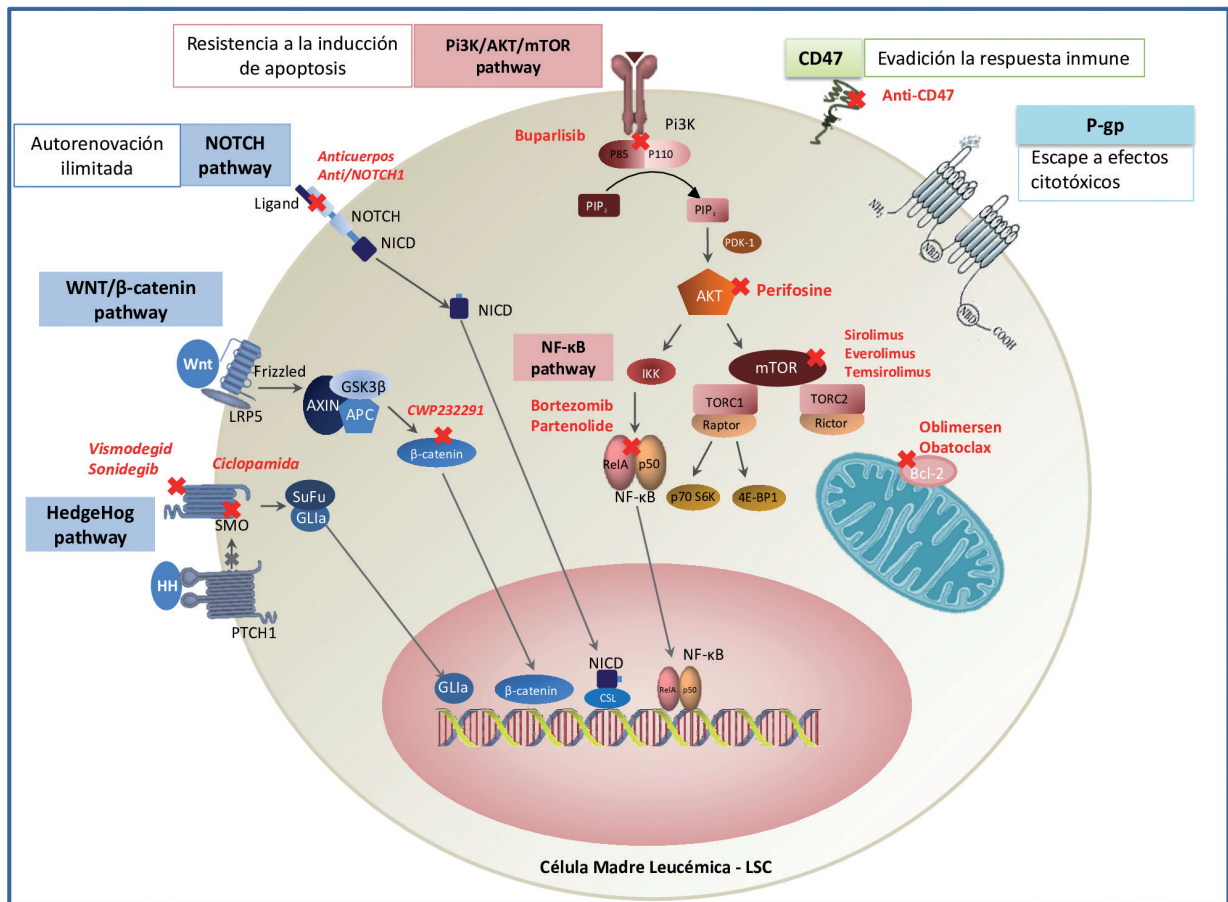 Resistencia a la inducción
de apoptosis
Pi3K/AKT/mTOR
pathway
CD47
Evadición la respuesta inmune
Anti-CD47
P-gp
Escape a efectos
citotóxicos
NH₂
NBD
NBD
COOH
Autorenovación
ilimitada
NOTCH
pathway
Anticuerpos
Anti/NOTCH1
Ligand
NOTCH
NICD
NICD
Buparlisib
Pi3K
P85
P110
PIP₂
PIP₃
PDK-1
AKT
Perifosine
WNT/β-catenin
pathway
Wnt
Frizzled
LRP5
GSK3β
AXIN
APC
CWP232291
β-catenin
NF-κB
pathway
IKK
Bortezomib
Partenolide
RelA
p50
NF-κB
Sirolimus
Everolimus
Temsirolimus
mTOR
TORC1
Raptor
TORC2
Rictor
p70 S6K
4E-BP1
Oblimersen
Obatoclax
Bcl-2
Vismodegid
Sonidegib
Ciclopamida
SMO
SuFu
GLIa
HedgeHog
pathway
HH
PTCH1
GLIa
β-catenin
NICD
CSL
NF-κB
RelA
p50
Célula Madre Leucémica - LSC